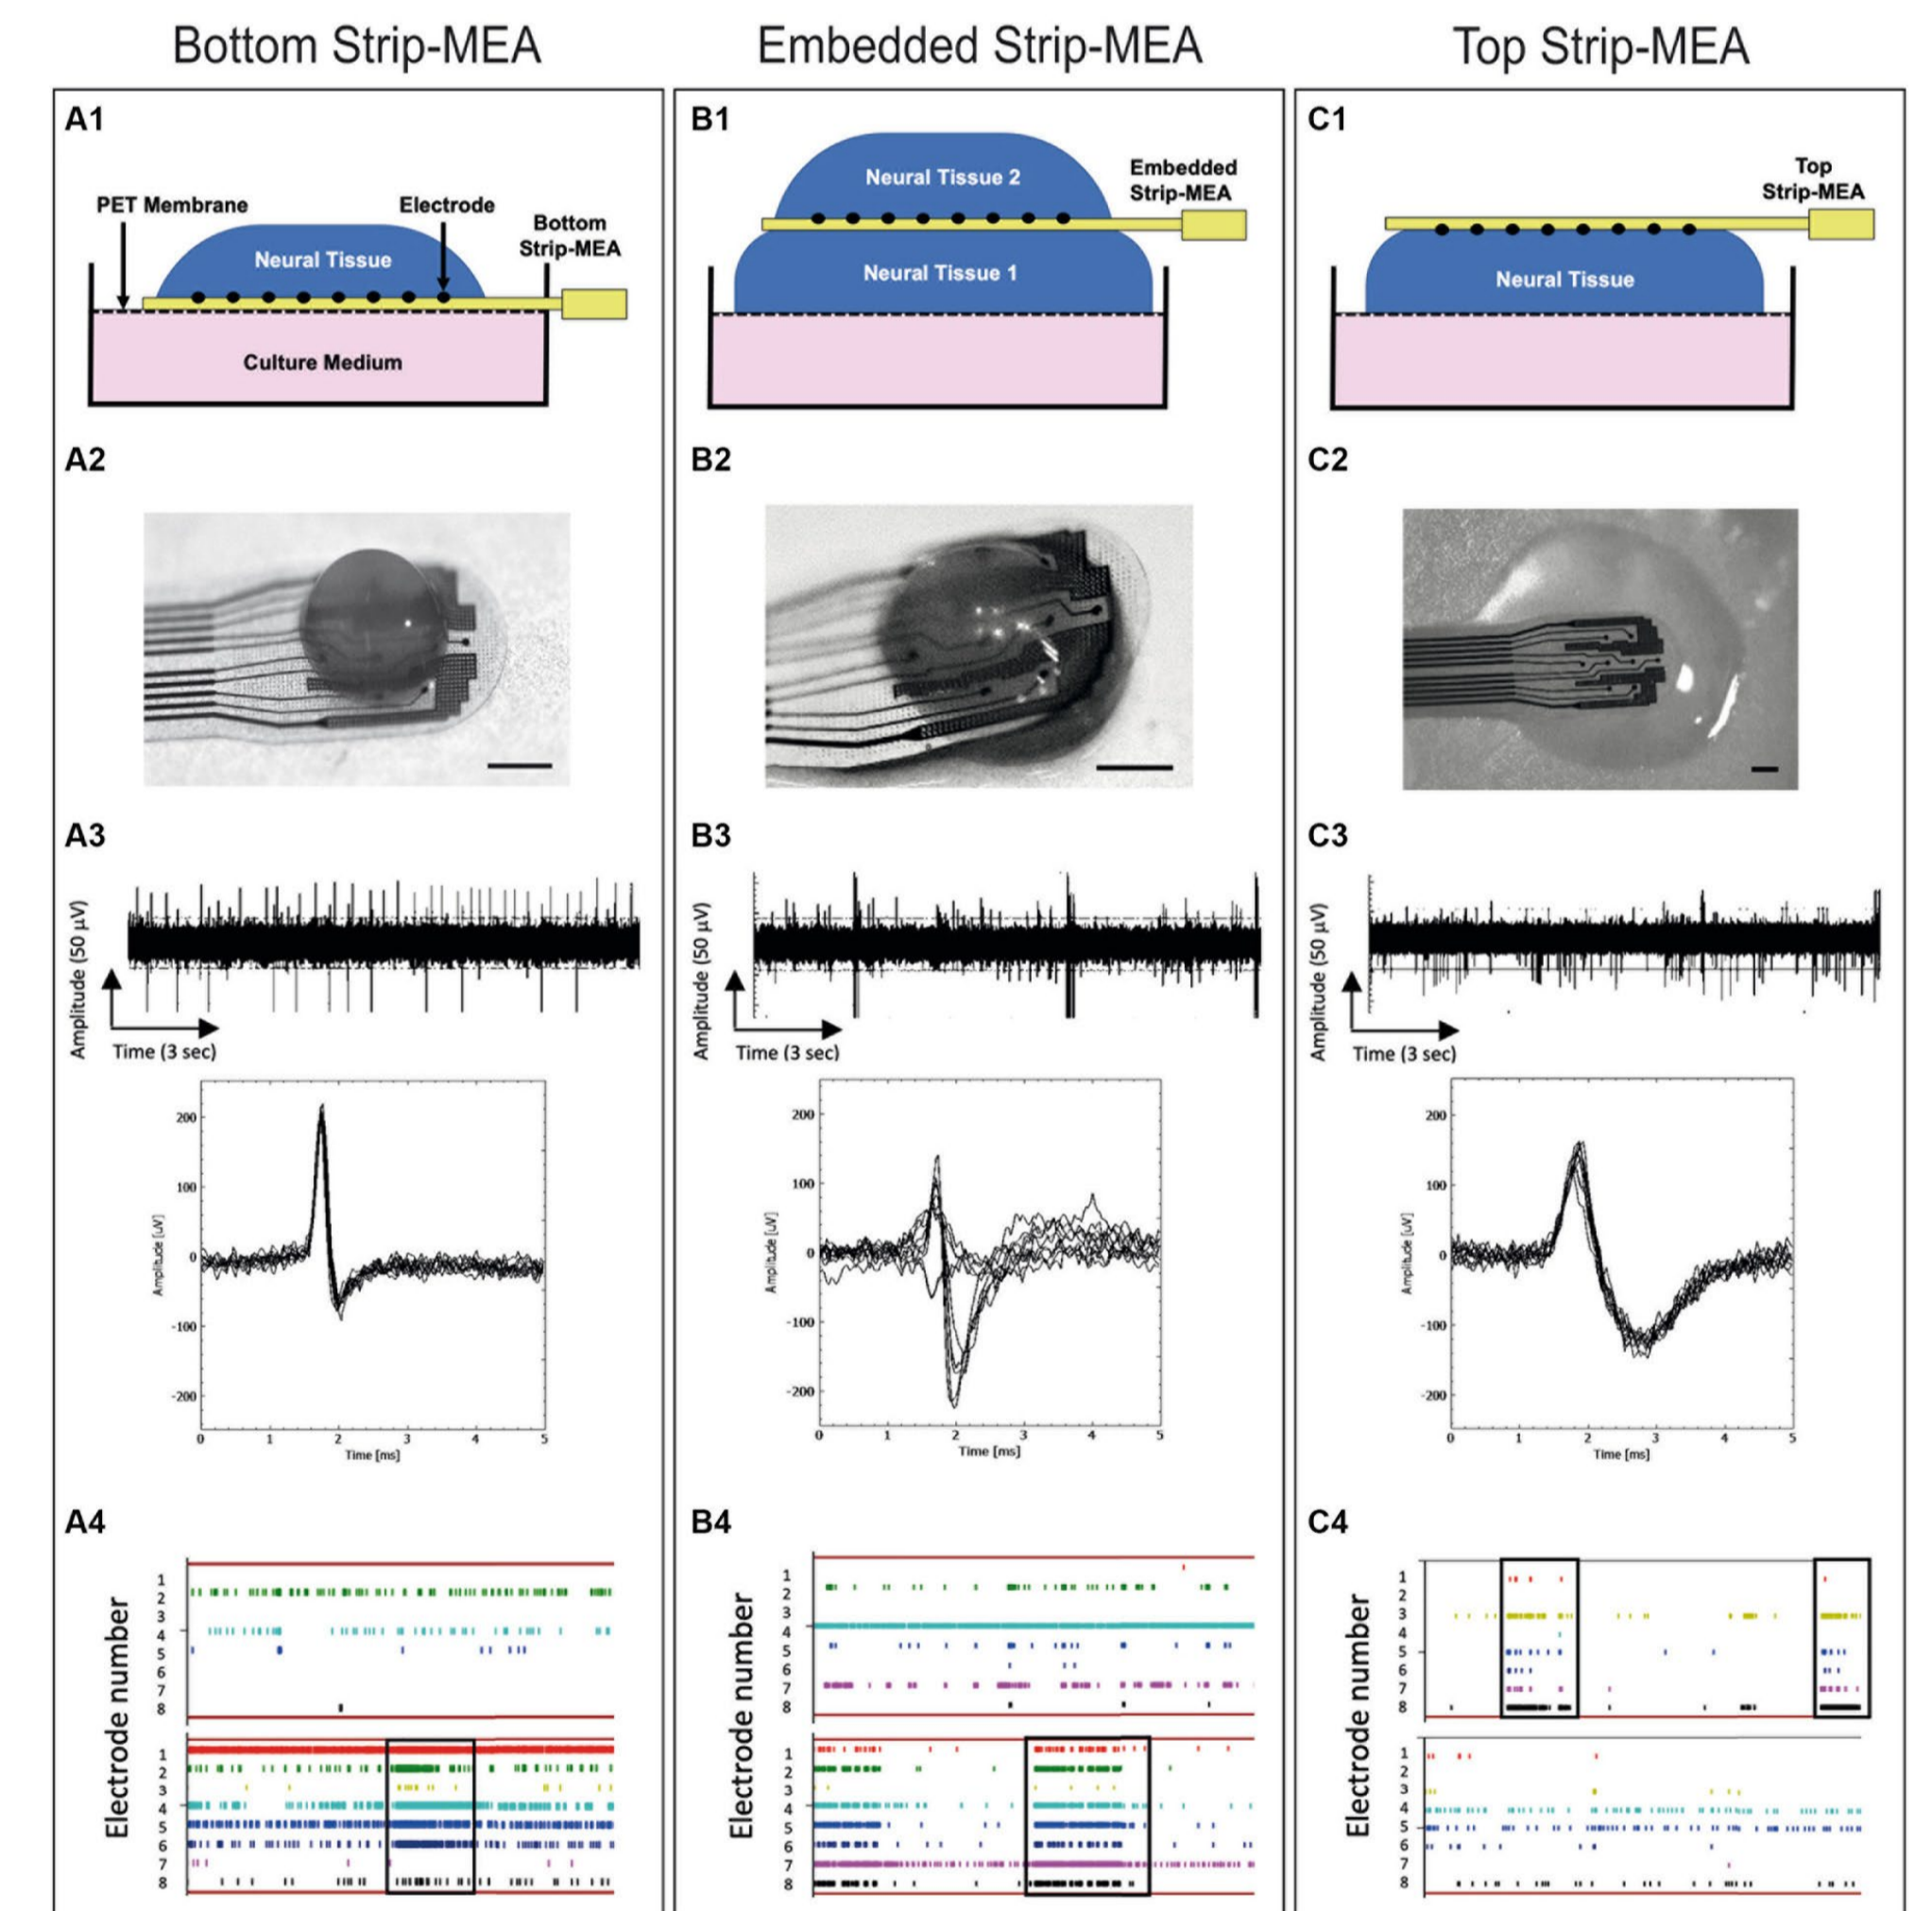 Bottom Strip-MEA
Embedded Strip-MEA
Top Strip-MEA
A1
PET Membrane
Electrode
Bottom
Strip-MEA
Neural Tissue
Culture Medium
B1
Neural Tissue 2
Embedded
Strip-MEA
Neural Tissue 1
C1
Top
Strip-MEA
Neural Tissue
A2
B2
C2
A3
Amplitude (50 µV)
Time (3 sec)
200
100
0
-100
-200
Amplitude [uV]
0 1 2 3 4 5
Time [ms]
B3
Amplitude (50 µV)
Time (3 sec)
200
100
0
-100
-200
Amplitude [uV]
0 1 2 3 4 5
Time [ms]
C3
Amplitude (50 µV)
Time (3 sec)
200
100
0
-100
-200
Amplitude [uV]
0 1 2 3 4 5
Time [ms]
A4
Electrode number
1
2
3
4
5
6
7
8
1
2
3
4
5
6
7
8
B4
Electrode number
1
2
3
4
5
6
7
8
1
2
3
4
5
6
7
8
C4
Electrode number
1
2
3
4
5
6
7
8
1
2
3
4
5
6
7
8